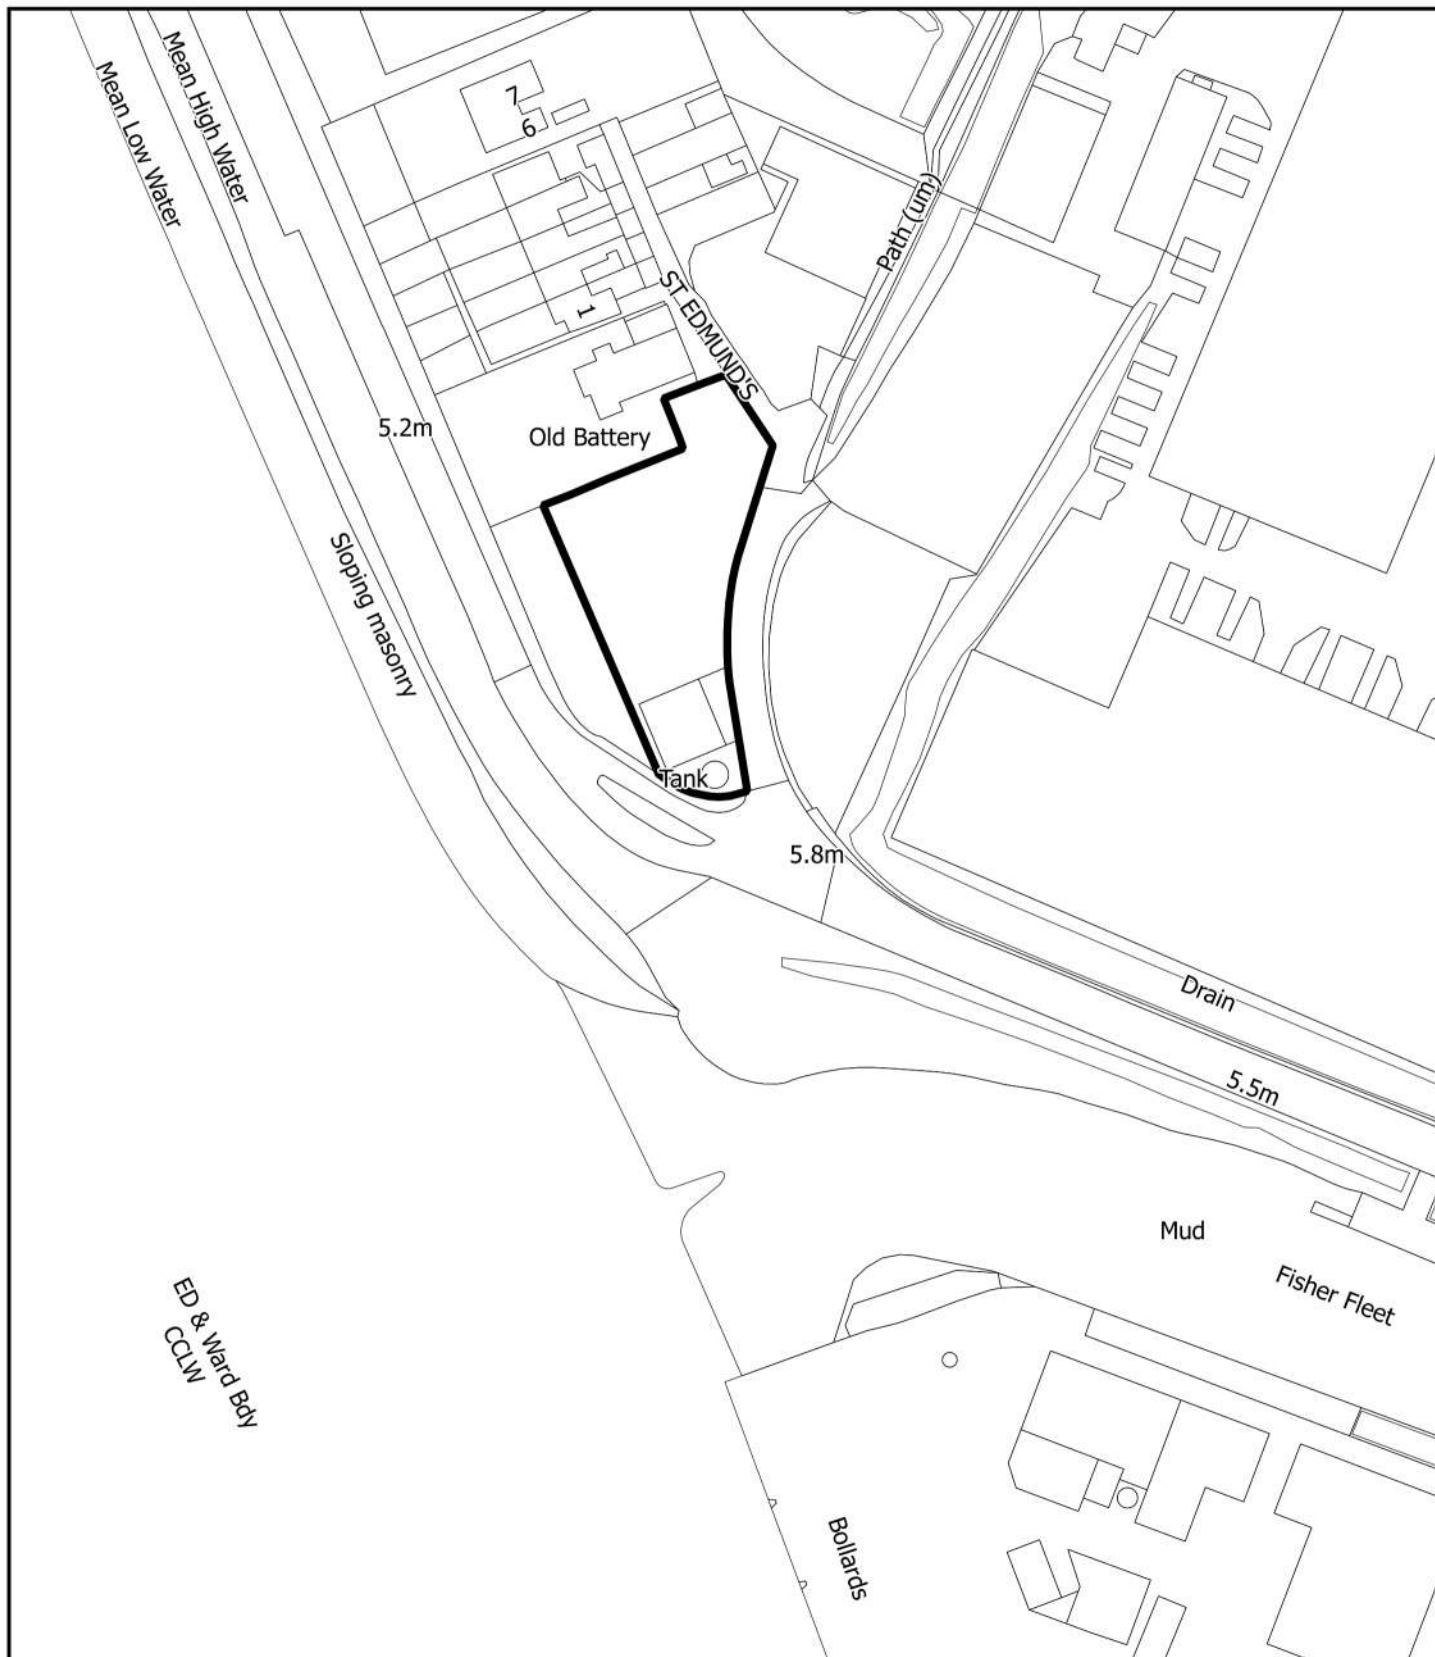 Mean Low Water
Mean High Water
7
6
Path (um)
ST EDMUND'S
1
5.2m
Old Battery
Sloping masonry
Tank
5.8m
Drain
5.5m
Mud
Fisher Fleet
ED & Ward Bdy
CCLW
Bollards